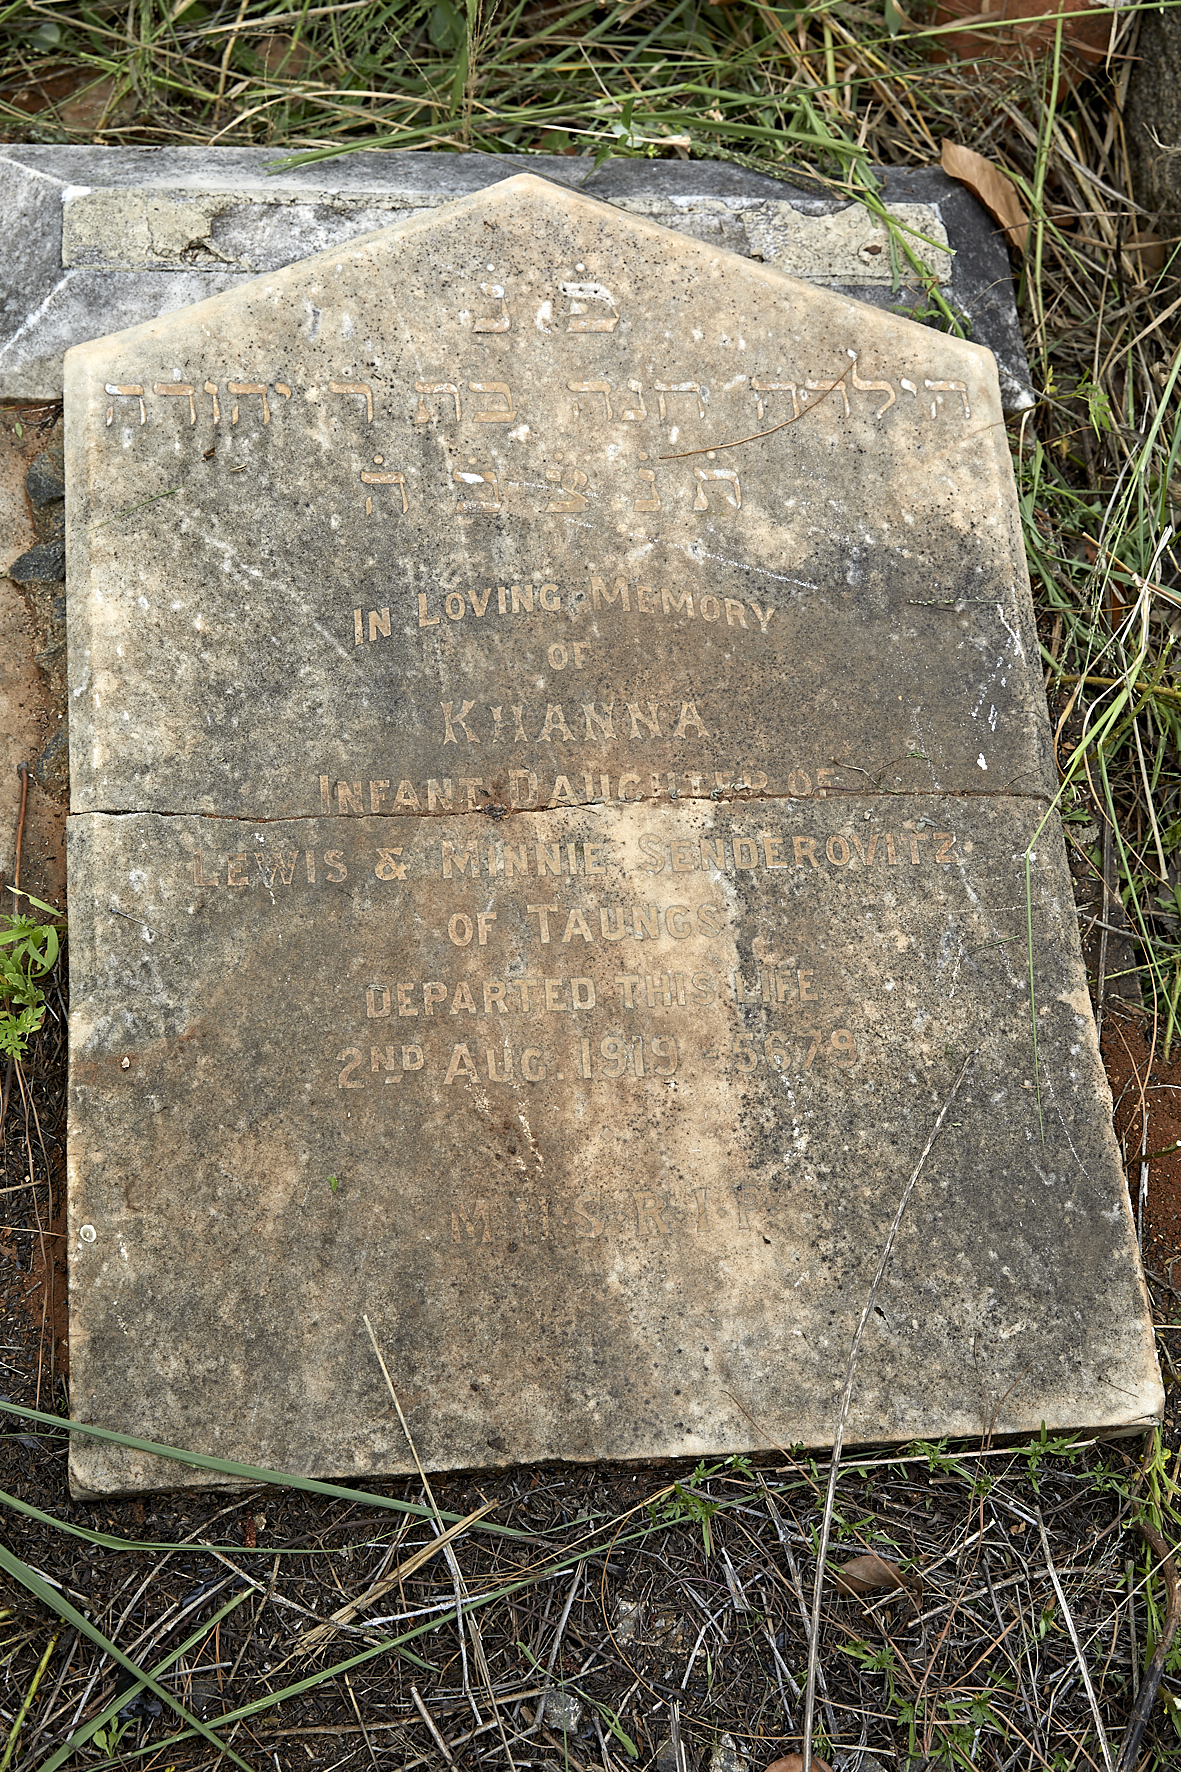 פ נ
הילדה חנה בת ר יהודה
ת נ צ ב ה
IN LOVING MEMORY
OF
KHANNA
INFANT DAUGHTER OF
LEWIS & MINNIE SENDEROVITZ
OF TAUNGS
DEPARTED THIS LIFE
2ND AUG. 1919 - 5679
M.H.S.R.I.P.